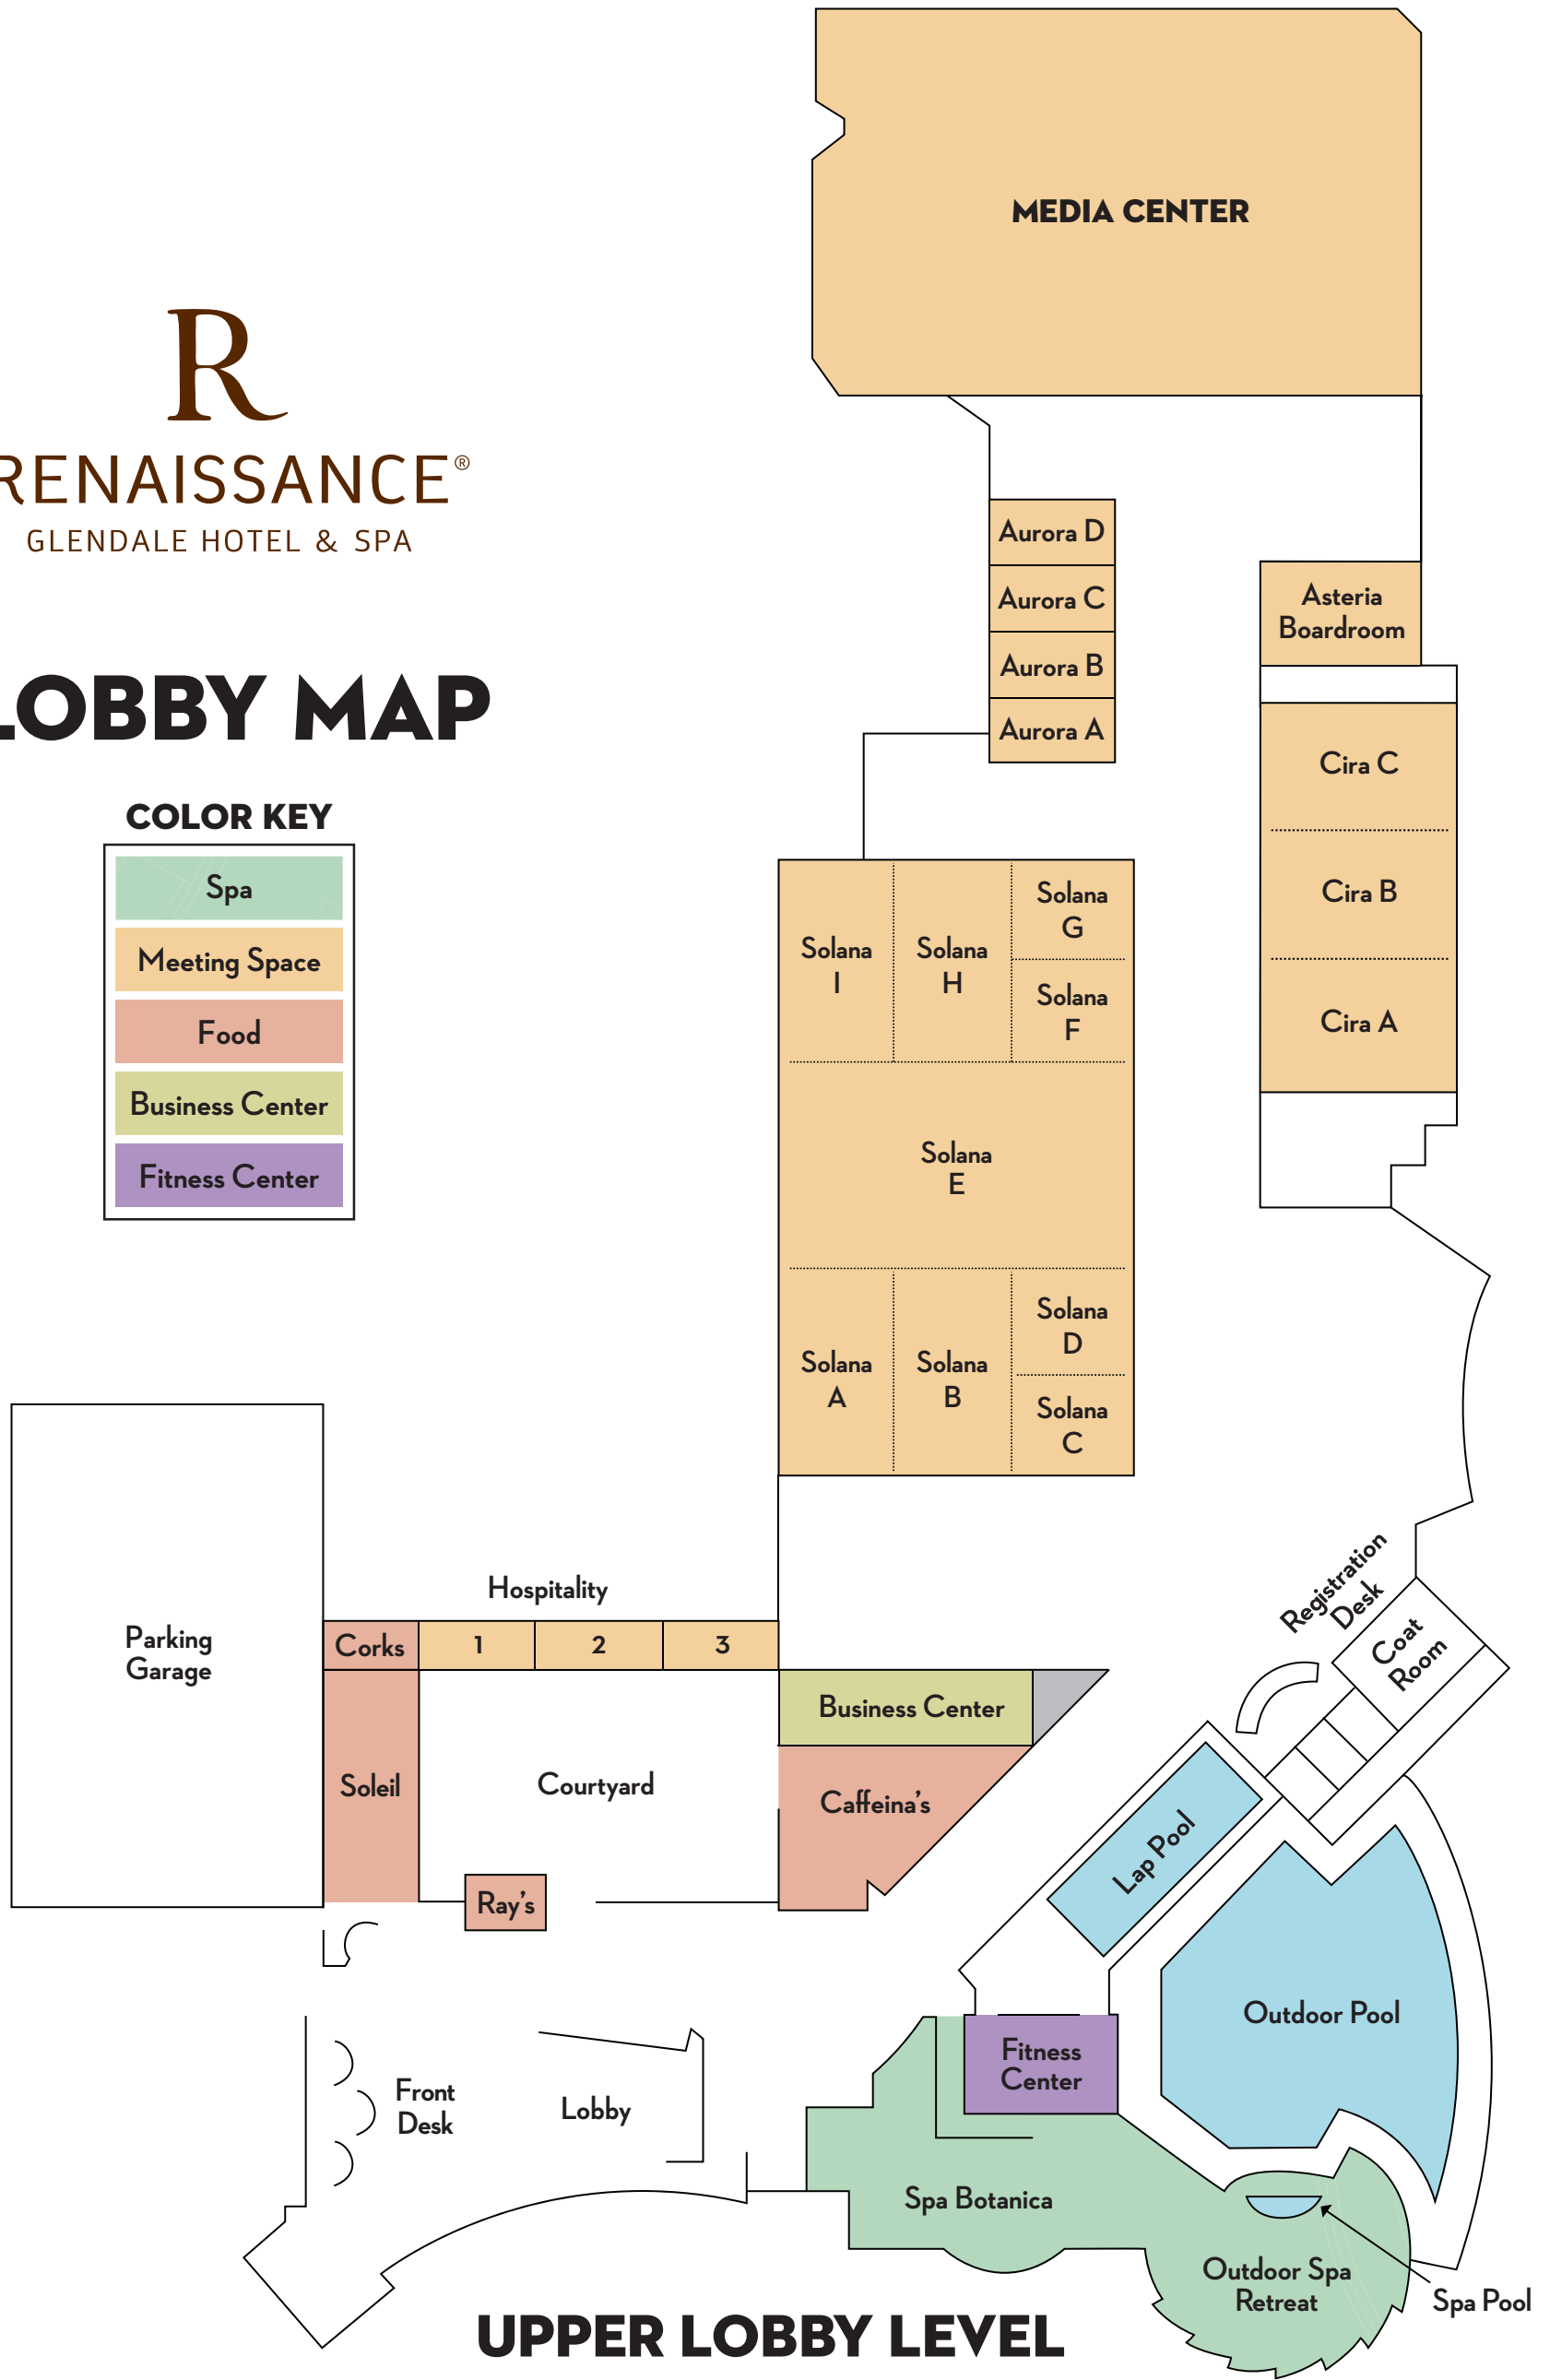 MEDIA CENTER
R
RENAISSANCE®
GLENDALE HOTEL & SPA
LOBBY MAP
COLOR KEY
Spa
Meeting Space
Food
Business Center
Fitness Center
Aurora D
Aurora C
Aurora B
Aurora A
Asteria
Boardroom
Cira C
Cira B
Cira A
Solana
I
Solana
H
Solana
G
Solana
F
Solana
E
Solana
A
Solana
B
Solana
D
Solana
C
Parking
Garage
Hospitality
Corks
1
2
3
Soleil
Courtyard
Ray's
Business Center
Caffeina's
Registration
Desk
Coat
Room
Lap Pool
Outdoor Pool
Fitness
Center
Front
Desk
Lobby
Spa Botanica
Outdoor Spa
Retreat
Spa Pool
UPPER LOBBY LEVEL